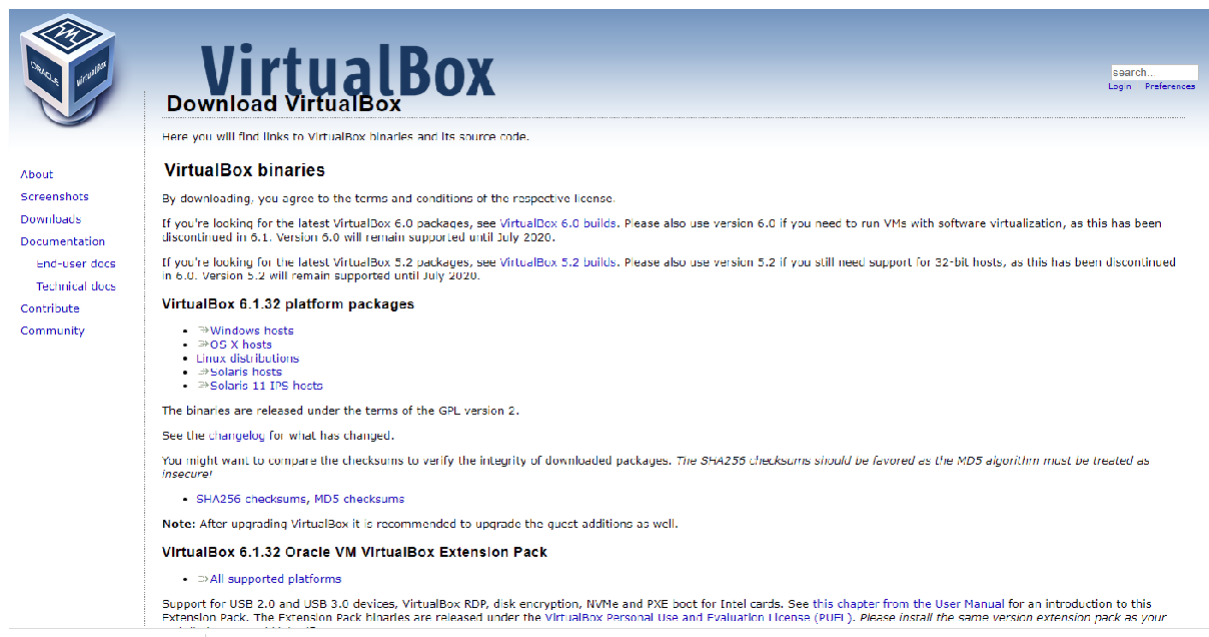 ORACLE
VirtualBox
VirtualBox
search...
Login Preferences
Download VirtualBox
Here you will find links to VirtualBox binaries and its source code.
About
Screenshots
Downloads
Documentation
End-user docs
Technical docs
Contribute
Community
VirtualBox binaries
By downloading, you agree to the terms and conditions of the respective license.
If you're looking for the latest VirtualBox 6.0 packages, see VirtualBox 6.0 builds. Please also use version 6.0 if you need to run VMs with software virtualization, as this has been
discontinued in 6.1. Version 6.0 will remain supported until July 2020.
If you're looking for the latest VirtualBox 5.2 packages, see VirtualBox 5.2 builds. Please also use version 5.2 if you still need support for 32-bit hosts, as this has been discontinued
in 6.0. Version 5.2 will remain supported until July 2020.
VirtualBox 6.1.32 platform packages
• Windows hosts
• OS X hosts
• Linux distributions
• Solaris hosts
• Solaris 11 IPS hosts
The binaries are released under the terms of the GPL version 2.
See the changelog for what has changed.
You might want to compare the checksums to verify the integrity of downloaded packages. The SHA256 checksums should be favored as the MD5 algorithm must be treated as
insecure!
• SHA256 checksums, MD5 checksums
Note: After upgrading VirtualBox it is recommended to upgrade the guest additions as well.
VirtualBox 6.1.32 Oracle VM VirtualBox Extension Pack
• All supported platforms
Support for USB 2.0 and USB 3.0 devices, VirtualBox RDP, disk encryption, NVMe and PXE boot for Intel cards. See this chapter from the User Manual for an introduction to this
Extension Pack. The Extension Pack binaries are released under the VirtualBox Personal Use and Evaluation License (PUEL). Please install the same version extension pack as your